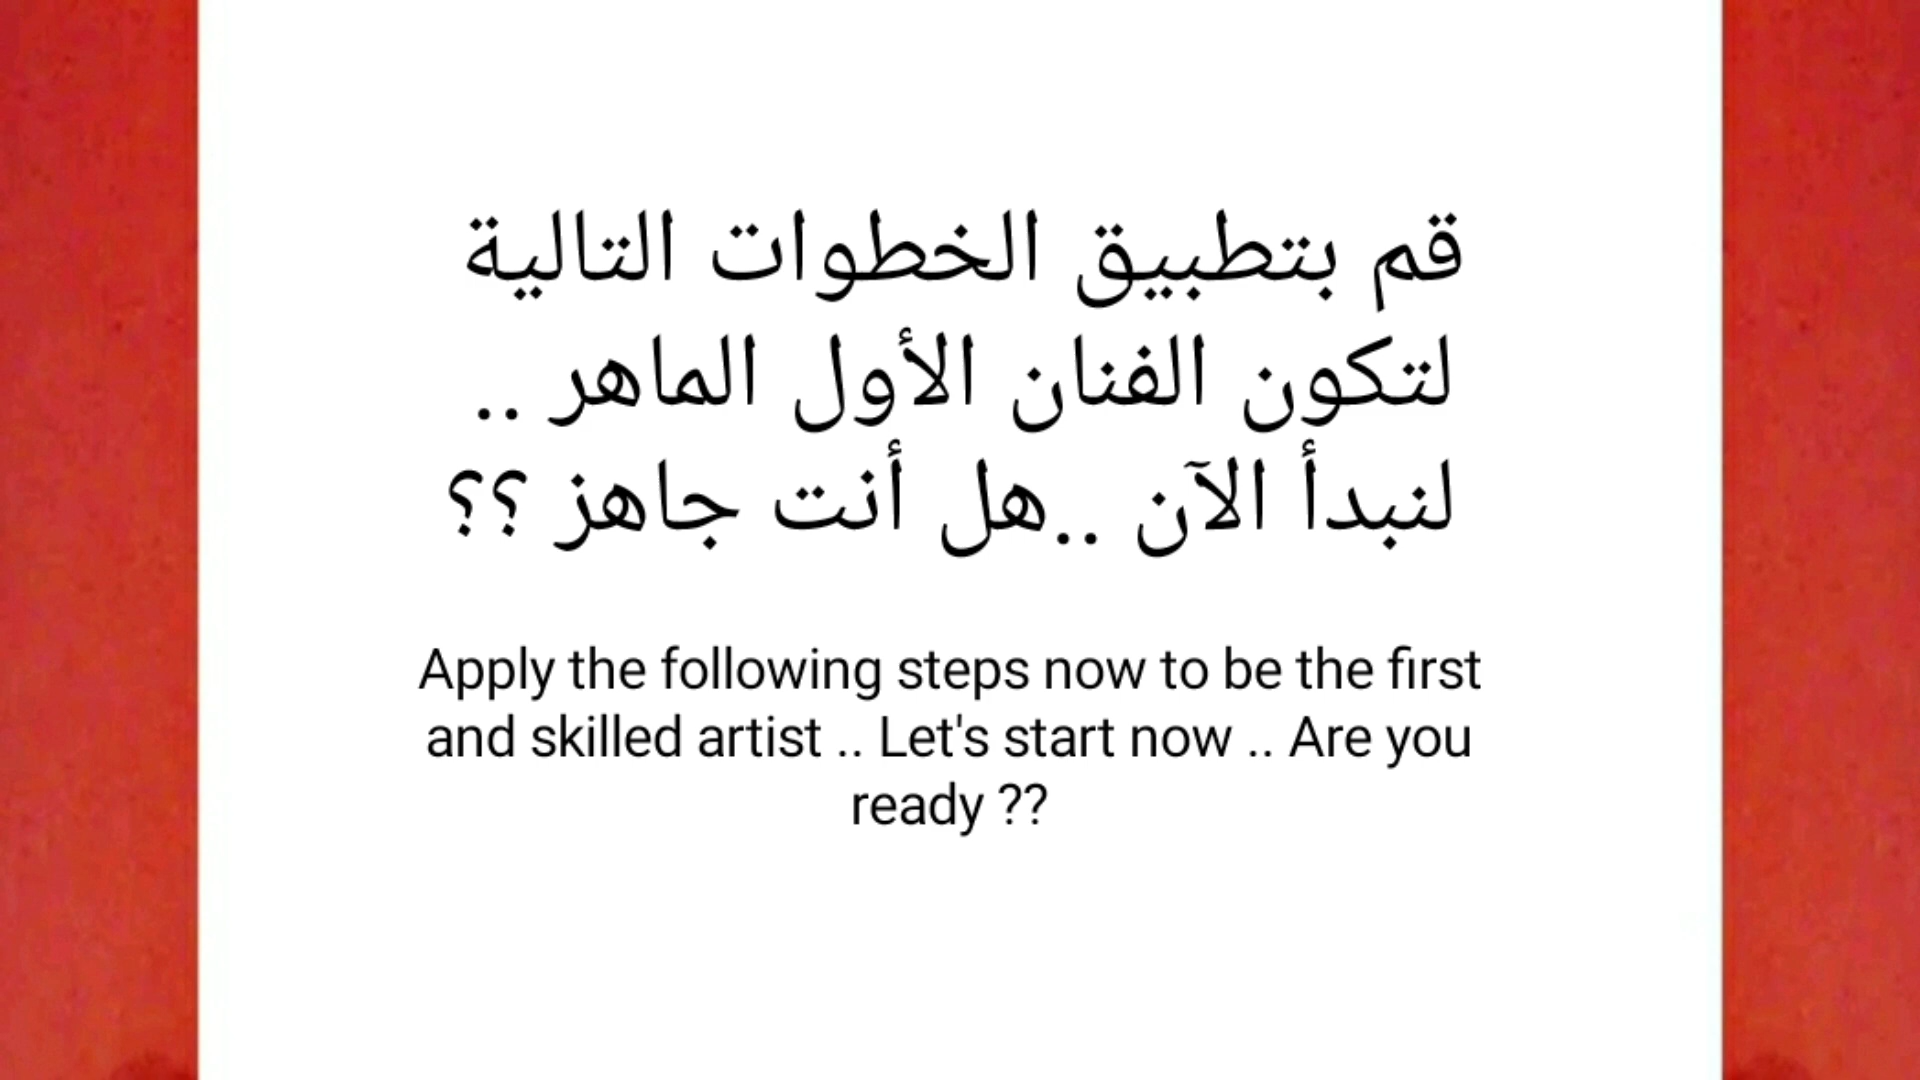 قم بتطبيق الخطوات التالية
لتكون الفنان الأول الماهر ..
لنبدأ الآن ..هل أنت جاهز ؟؟
Apply the following steps now to be the first
and skilled artist .. Let's start now .. Are you
ready ??